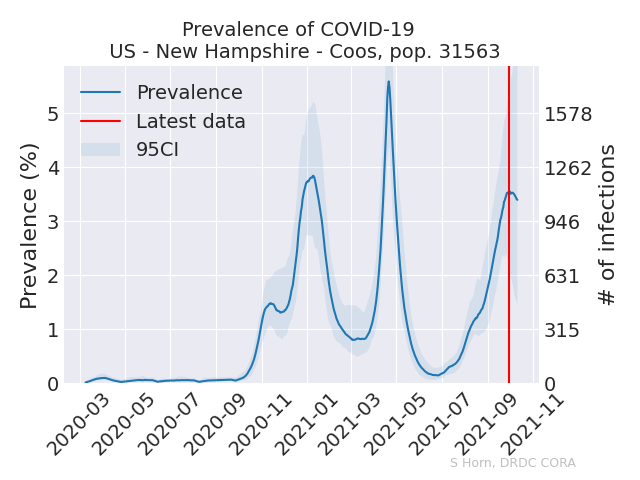 Prevalence of COVID-19
US - New Hampshire - Coos, pop. 31563
Prevalence
Latest data
95CI
Prevalence (%)
5
4
3
2
1
0
1578
1262
946
631
315
0
# of infections
2020-03
2020-05
2020-07
2020-09
2020-11
2021-01
2021-03
2021-05
2021-07
2021-09
2021-11
S Horn, DRDC CORA